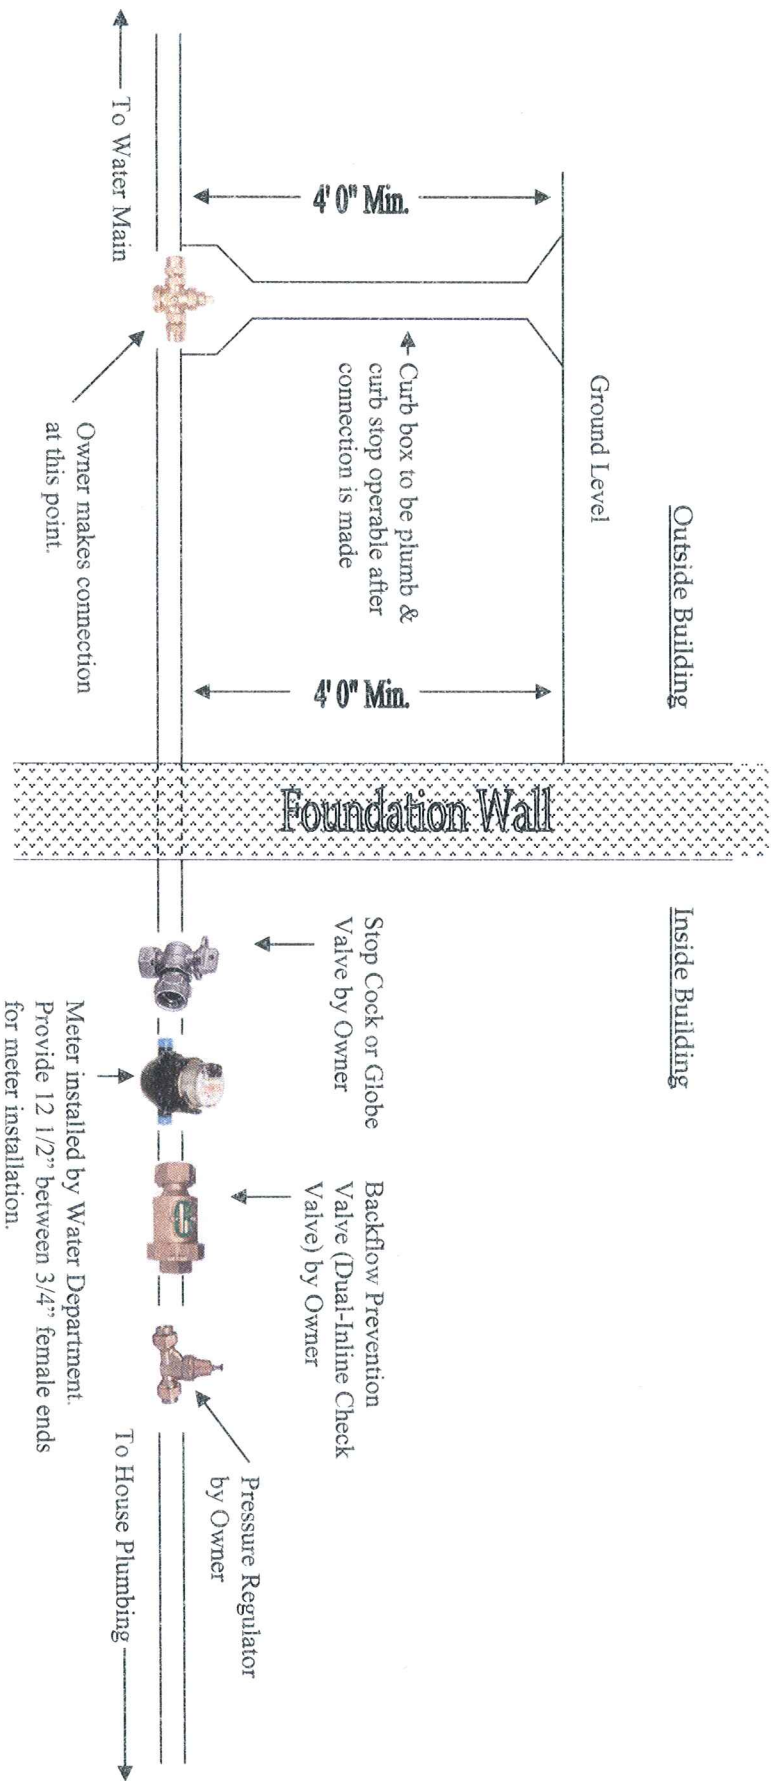 Outside Building
Inside Building
Ground Level
4' 0" Min.
4' 0" Min.
Curb box to be plumb &
curb stop operable after
connection is made
Foundation Wall
Stop Cock or Globe
Valve by Owner
Backflow Prevention
Valve (Dual-Inline Check
Valve) by Owner
Pressure Regulator
by Owner
To Water Main
Owner makes connection
at this point.
Meter installed by Water Department.
Provide 12 1/2” between 3/4” female ends
for meter installation.
To House Plumbing